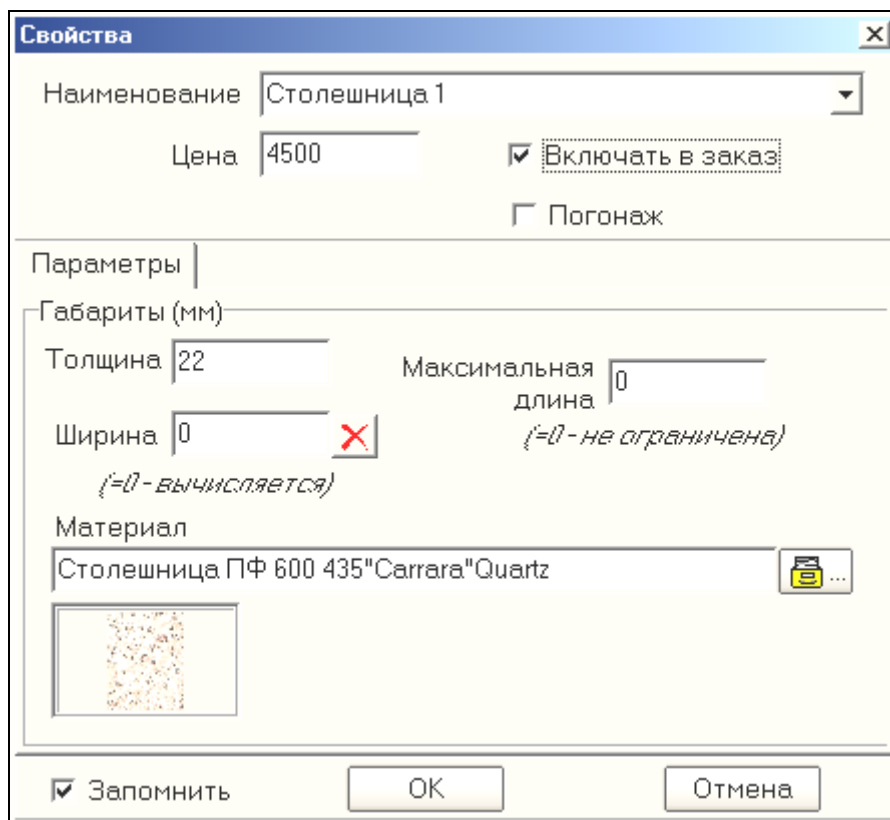 Свойства
Наименование Столешница 1
Цена 4500 Включать в заказ
Погонаж
Параметры
Габариты (мм)
Толщина 22 Максимальная длина 0
Ширина 0 (=0 - не ограничена)
(=0 - вычисляется)
Материал
Столешница ПФ 600 435"Carrara"Quartz
...
Запомнить OK Отмена